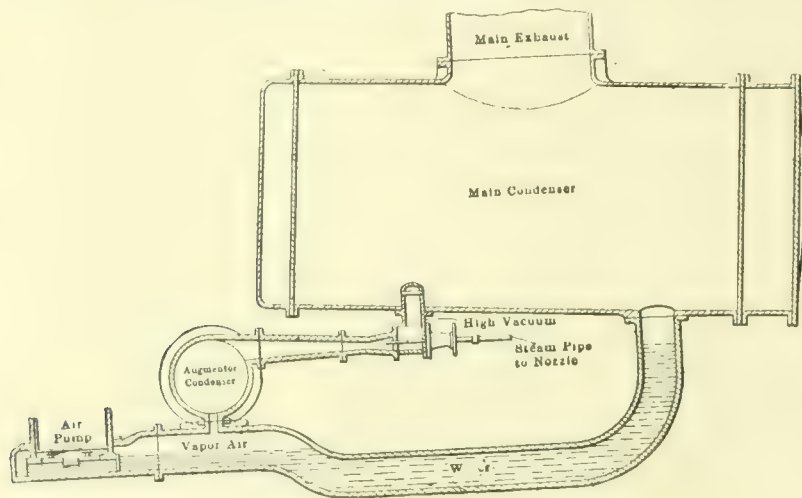 Main Exhaust
Main Condenser
High Vacuum
Steam Pipe
to Nozzle
Augmentor
Condenser
Air
Pump
Vapor Air